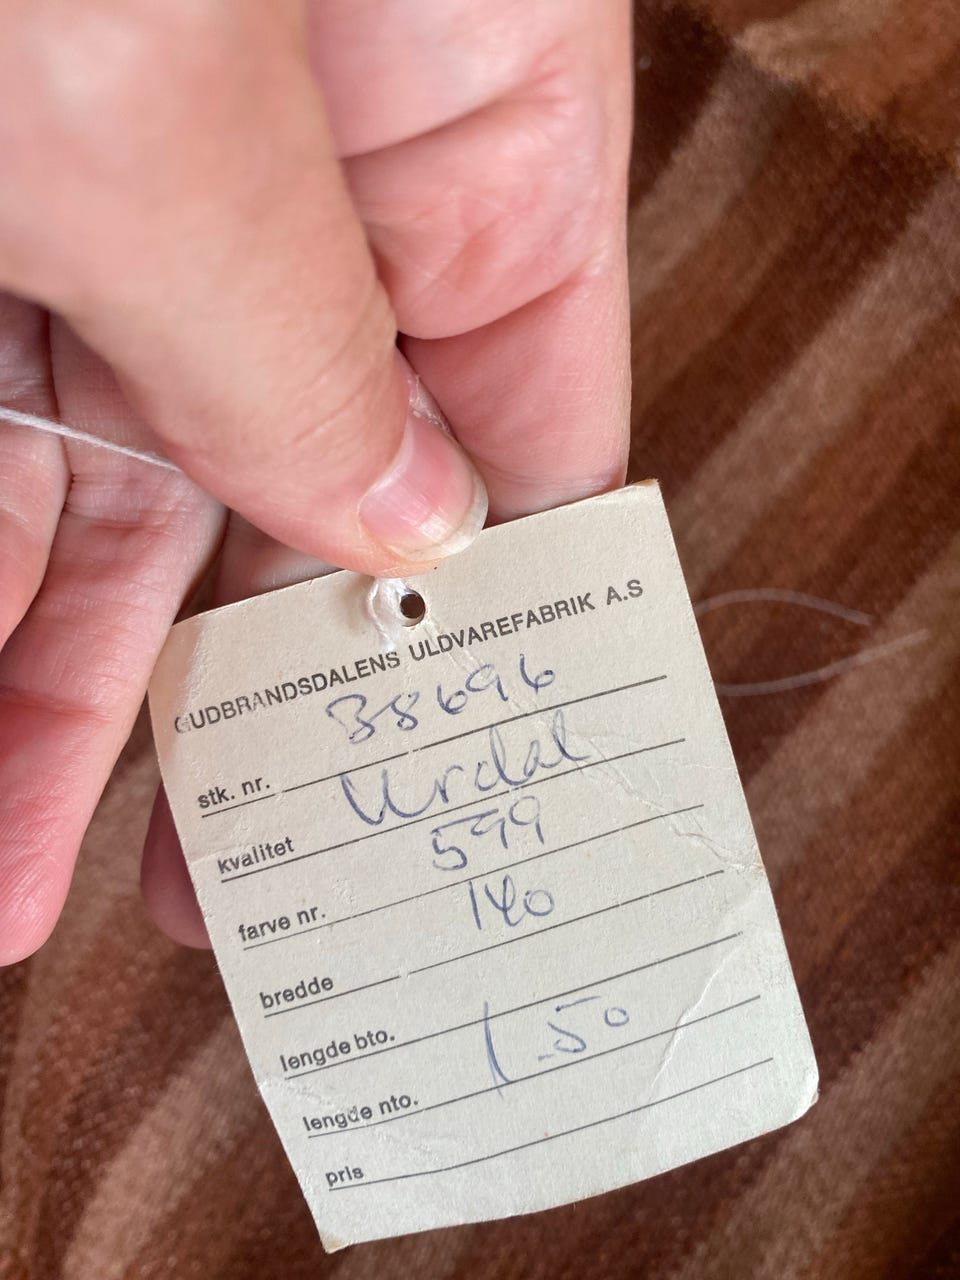 GUDBRANDSDALENS ULDVAREFABRIK A.S
stk. nr. 38696
kvalitet Urdal
farve nr. 599
bredde 140
lengde bto.
lengde nto. 1.50
pris